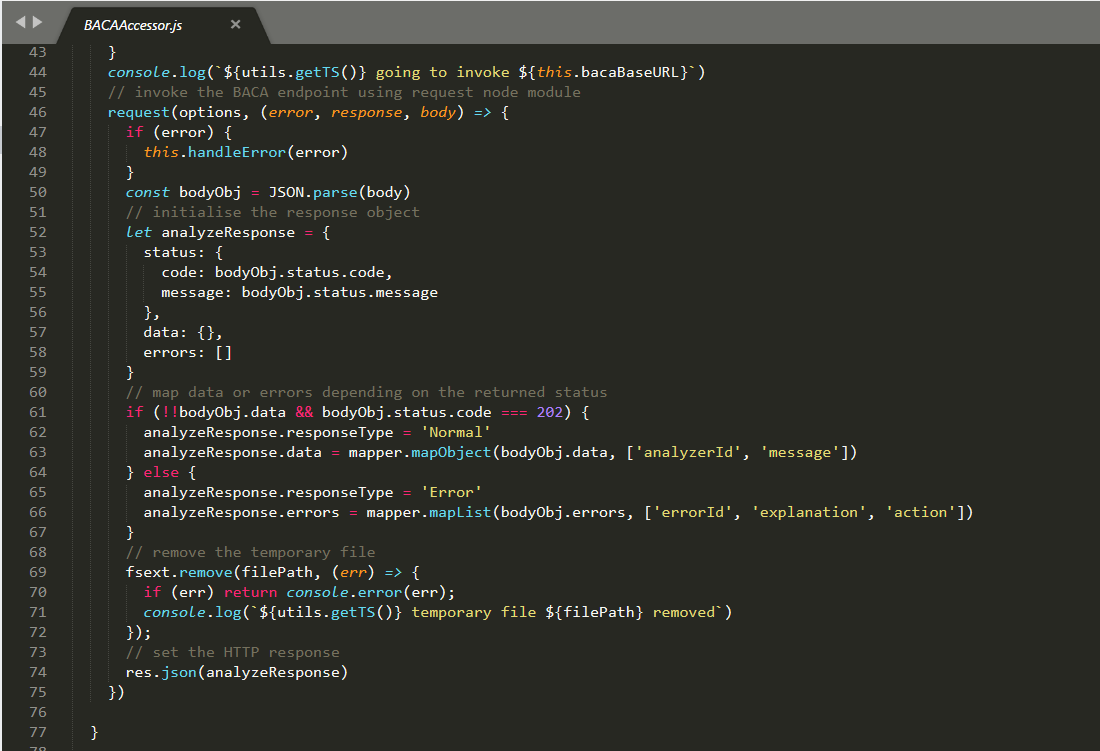 BACAAccessor.js ×
43 }
44 console.log(`${utils.getTS()} going to invoke ${this.bacaBaseURL}`)
45 // invoke the BACA endpoint using request node module
46 request(options, (error, response, body) => {
47 if (error) {
48 this.handleError(error)
49 }
50 const bodyObj = JSON.parse(body)
51 // initialise the response object
52 let analyzeResponse = {
53 status: {
54 code: bodyObj.status.code,
55 message: bodyObj.status.message
56 },
57 data: {},
58 errors: []
59 }
60 // map data or errors depending on the returned status
61 if (!!bodyObj.data && bodyObj.status.code === 202) {
62 analyzeResponse.responseType = 'Normal'
63 analyzeResponse.data = mapper.mapObject(bodyObj.data, ['analyzerId', 'message'])
64 } else {
65 analyzeResponse.responseType = 'Error'
66 analyzeResponse.errors = mapper.mapList(bodyObj.errors, ['errorId', 'explanation', 'action'])
67 }
68 // remove the temporary file
69 fsext.remove(filePath, (err) => {
70 if (err) return console.error(err);
71 console.log(`${utils.getTS()} temporary file ${filePath} removed`)
72 });
73 // set the HTTP response
74 res.json(analyzeResponse)
75 })
76
77 }
78